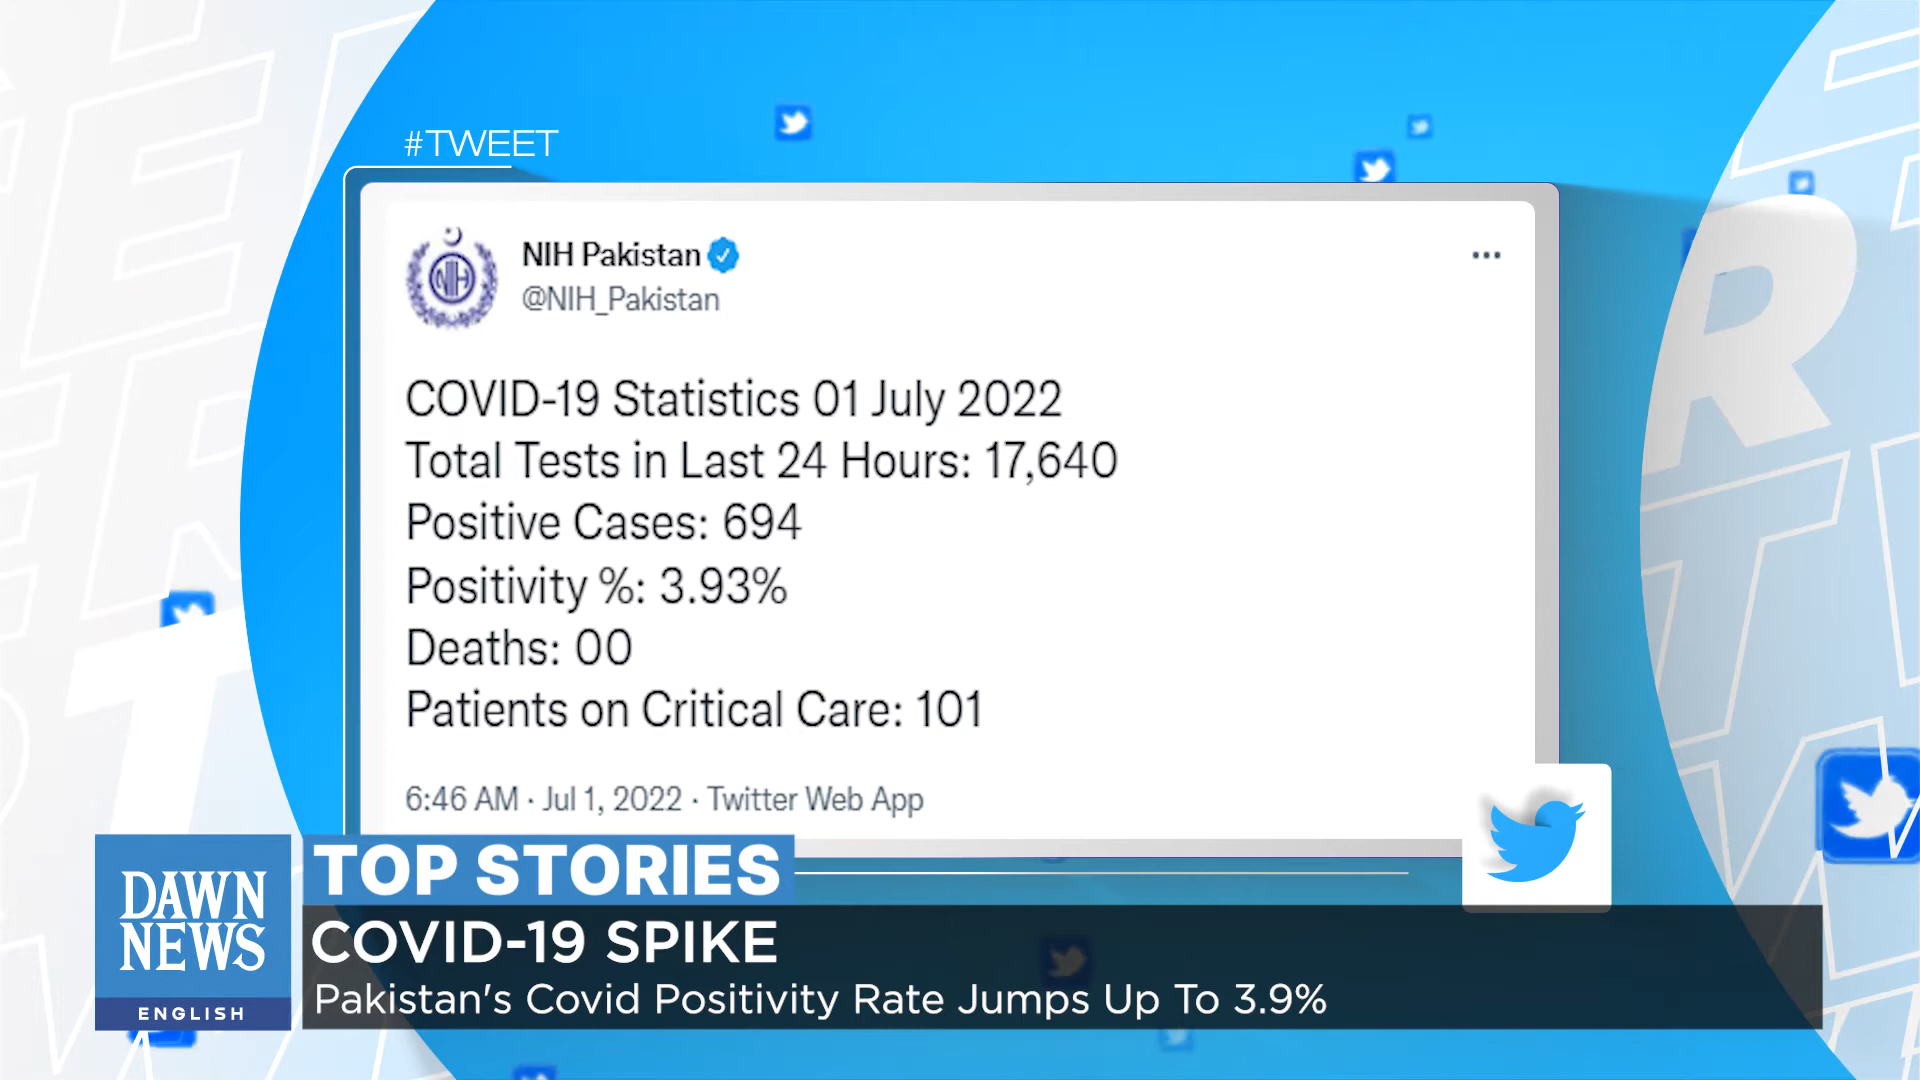 #TWEET
NIH Pakistan
@NIH_Pakistan
COVID-19 Statistics 01 July 2022
Total Tests in Last 24 Hours: 17,640
Positive Cases: 694
Positivity %: 3.93%
Deaths: 00
Patients on Critical Care: 101
6:46 AM · Jul 1, 2022 · Twitter Web App
DAWN
NEWS
ENGLISH
TOP STORIES
COVID-19 SPIKE
Pakistan's Covid Positivity Rate Jumps Up To 3.9%